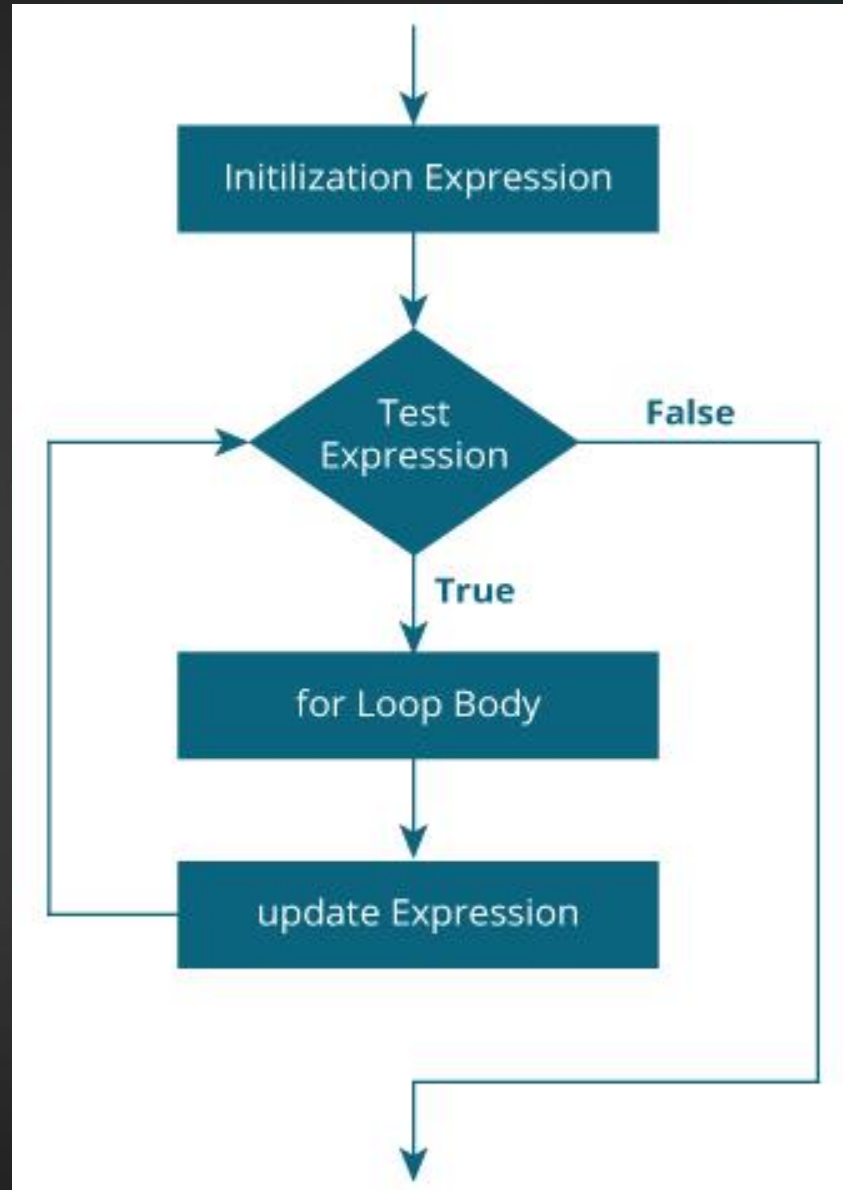 Initilization Expression
Test
Expression
False
True
for Loop Body
update Expression